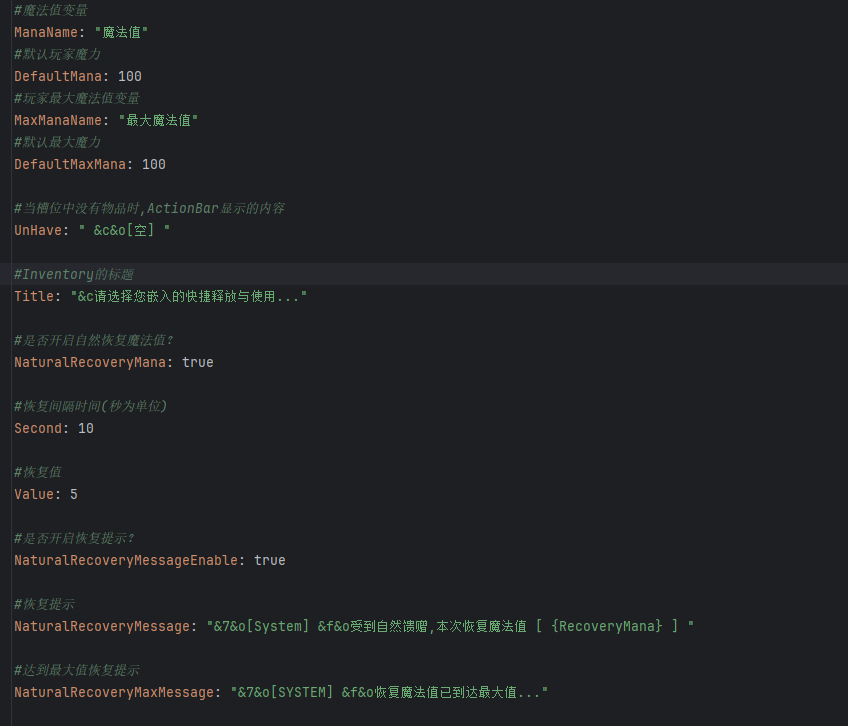 #魔法值变量
ManaName: "魔法值"
#默认玩家魔力
DefaultMana: 100
#玩家最大魔法值变量
MaxManaName: "最大魔法值"
#默认最大魔力
DefaultMaxMana: 100
#当槽位中没有物品时,ActionBar显示的内容
UnHave: " &c&o[空] "
#Inventory的标题
Title: "&c请选择您嵌入的快捷释放与使用..."
#是否开启自然恢复魔法值?
NaturalRecoveryMana: true
#恢复间隔时间(秒为单位)
Second: 10
#恢复值
Value: 5
#是否开启恢复提示?
NaturalRecoveryMessageEnable: true
#恢复提示
NaturalRecoveryMessage: "&7&o[System] &f&o受到自然馈赠,本次恢复魔法值 [ {RecoveryMana} ] "
#达到最大值恢复提示
NaturalRecoveryMaxMessage: "&7&o[SYSTEM] &f&o恢复魔法值已到达最大值..."